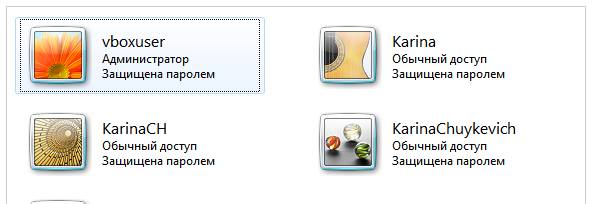 vboxuser
Администратор
Защищена паролем
Karina
Обычный доступ
Защищена паролем
KarinaCH
Обычный доступ
Защищена паролем
KarinaChuykevich
Обычный доступ
Защищена паролем